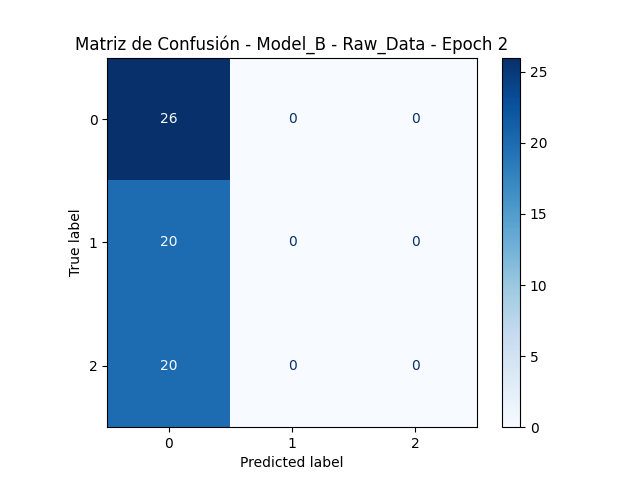 Matriz de Confusión - Model_B - Raw_Data - Epoch 2
0 26 0 0
1 20 0 0
2 20 0 0
0 1 2
True label
Predicted label
25
20
15
10
5
0